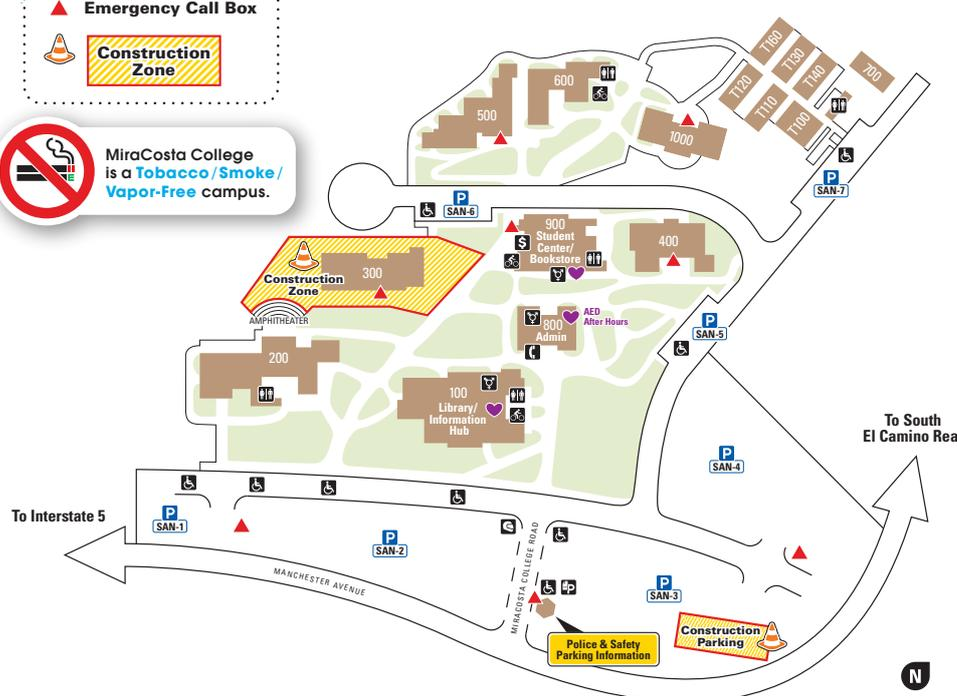 Emergency Call Box
Construction
Zone
MiraCosta College
is a Tobacco/Smoke/
Vapor-Free campus.
T160
T130
T140
T120
T110
T100
700
600
500
1000
P
SAN-7
P
SAN-6
900
Student
Center/
Bookstore
$
400
300
Construction
Zone
AMPHITHEATER
AED
After Hours
800
Admin
P
SAN-5
200
100
Library/
Information
Hub
To South
El Camino Rea
P
SAN-4
To Interstate 5
P
SAN-1
P
SAN-2
MANCHESTER AVENUE
MIRACOSTA COLLEGE ROAD
P
SAN-3
Construction
Parking
Police & Safety
Parking Information
N